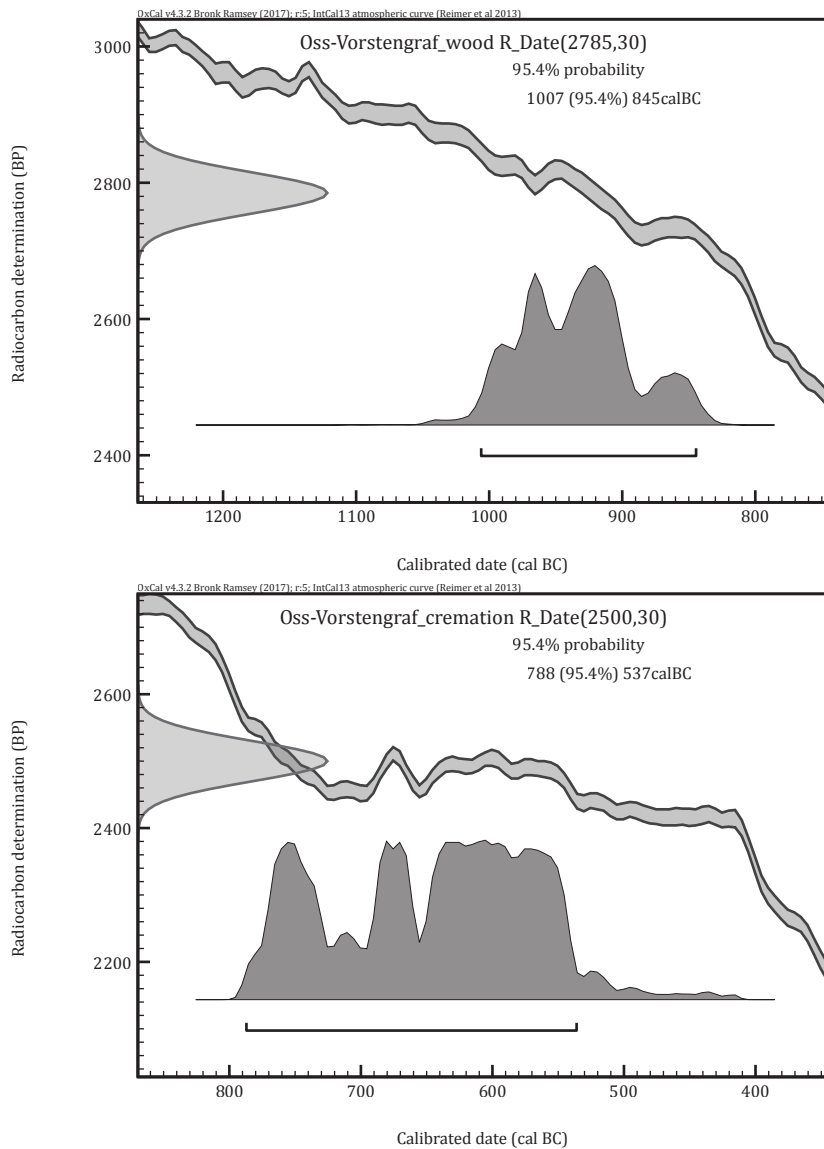 OxCal v4.3.2 Bronk Ramsey (2017); r:5; IntCal13 atmospheric curve (Reimer et al 2013)
Oss-Vorstengraf_wood R_Date(2785,30)
95.4% probability
1007 (95.4%) 845calBC
Radiocarbon determination (BP)
3000
2800
2600
2400
1200 1100 1000 900 800
Calibrated date (cal BC)
OxCal v4.3.2 Bronk Ramsey (2017); r:5; IntCal13 atmospheric curve (Reimer et al 2013)
Oss-Vorstengraf_cremation R_Date(2500,30)
95.4% probability
788 (95.4%) 537calBC
Radiocarbon determination (BP)
2600
2400
2200
800 700 600 500 400
Calibrated date (cal BC)